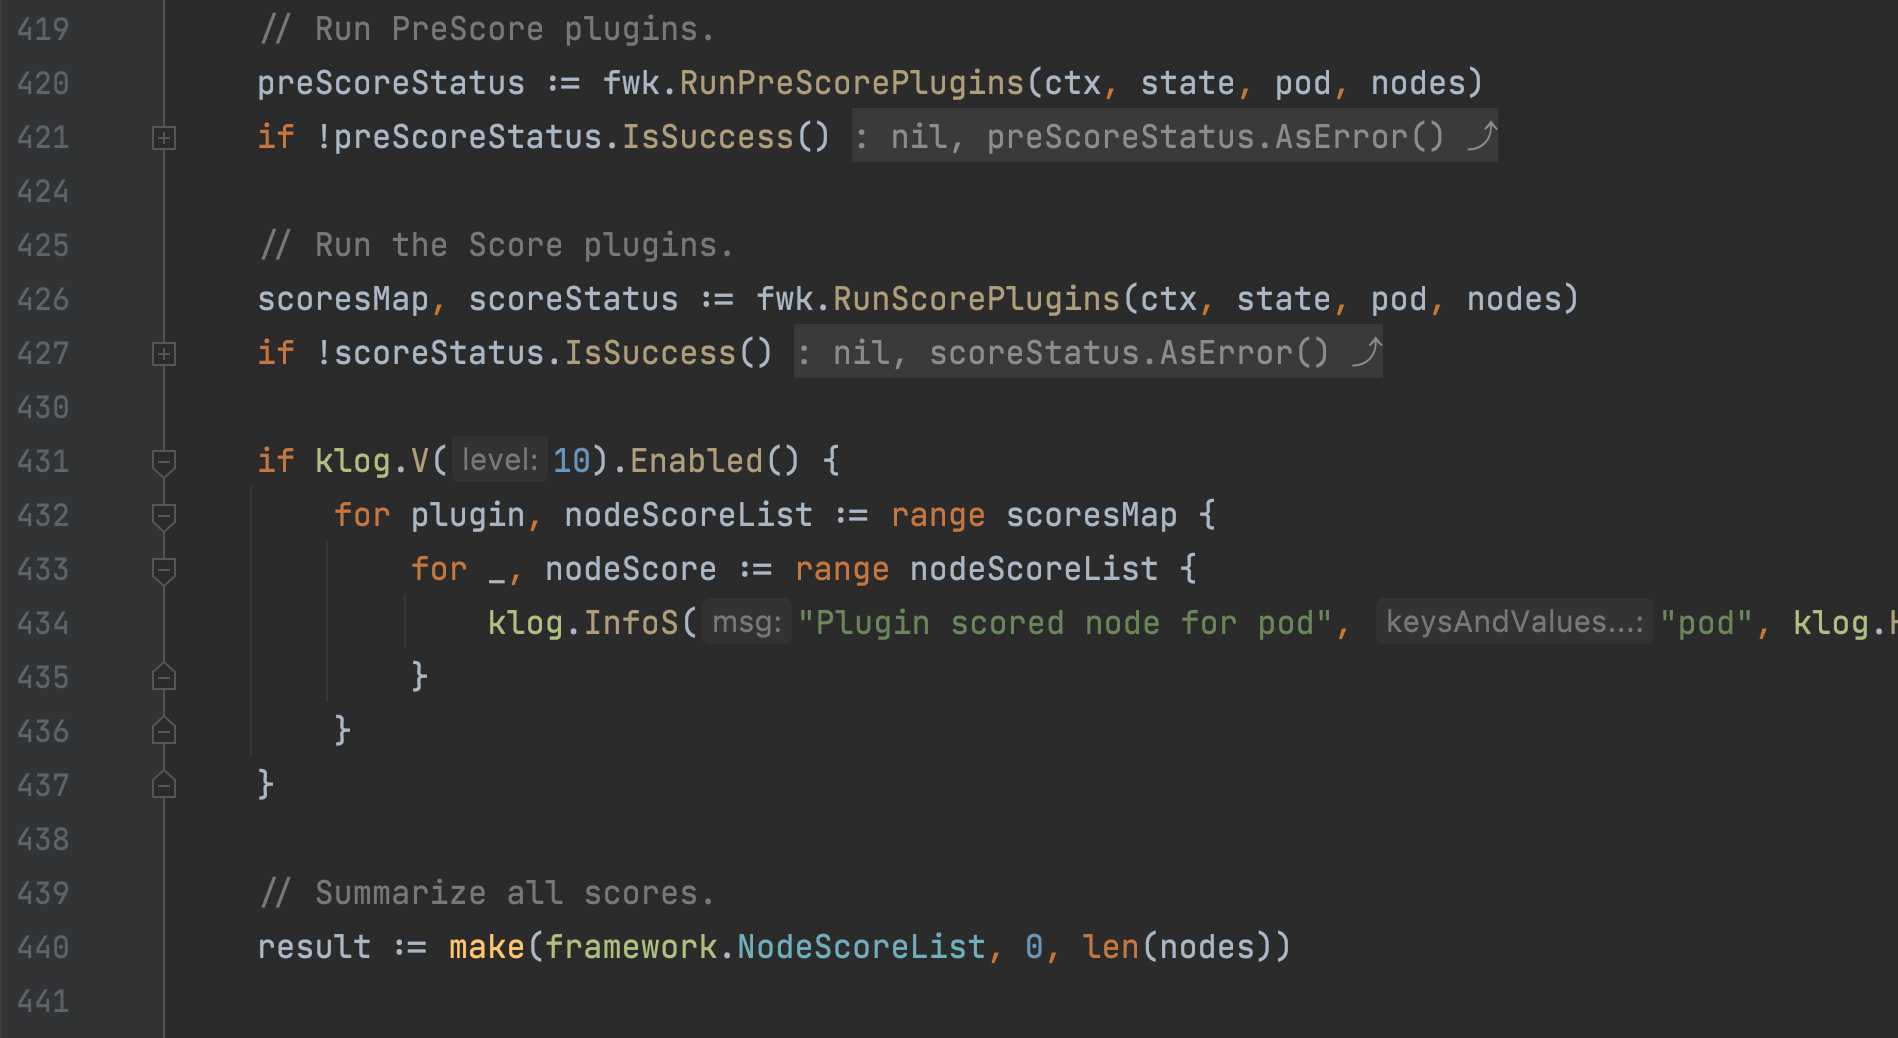 419 // Run PreScore plugins.
420 preScoreStatus := fwk.RunPreScorePlugins(ctx, state, pod, nodes)
421 if !preScoreStatus.IsSuccess() : nil, preScoreStatus.AsError() ⤴
424
425 // Run the Score plugins.
426 scoresMap, scoreStatus := fwk.RunScorePlugins(ctx, state, pod, nodes)
427 if !scoreStatus.IsSuccess() : nil, scoreStatus.AsError() ⤴
430
431 if klog.V( level: 10).Enabled() {
432 for plugin, nodeScoreList := range scoresMap {
433 for _, nodeScore := range nodeScoreList {
434 klog.InfoS( msg: "Plugin scored node for pod", keysAndValues...: "pod", klog.
435 }
436 }
437 }
438
439 // Summarize all scores.
440 result := make(framework.NodeScoreList, 0, len(nodes))
441